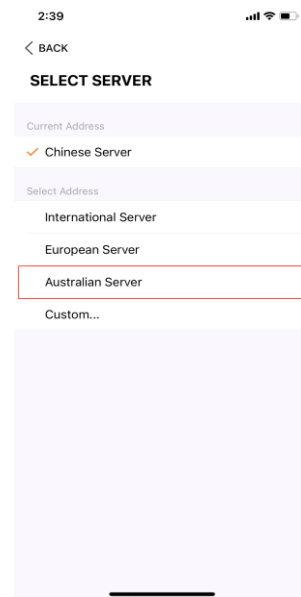 2:39
BACK
SELECT SERVER
Current Address
Chinese Server
Select Address
International Server
European Server
Australian Server
Custom...